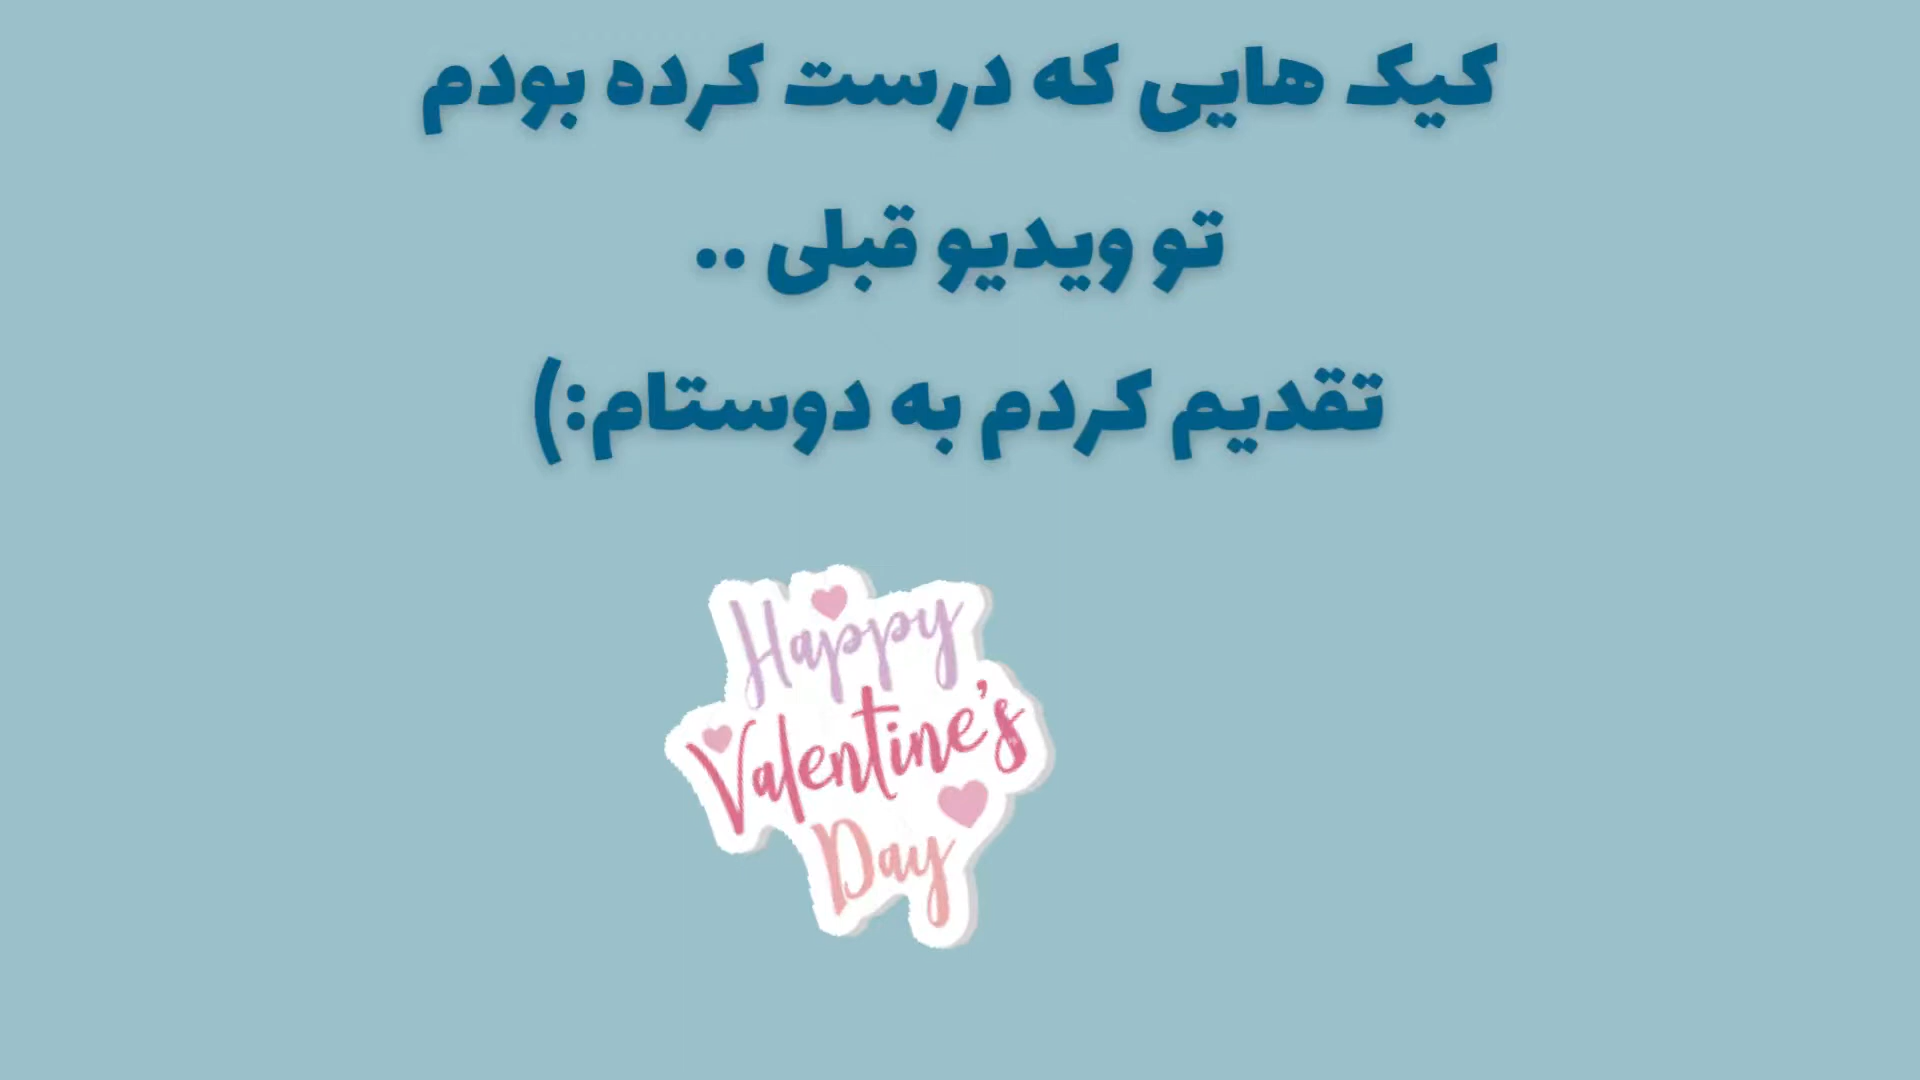 کیک هایی که درست کرده بودم
تو ویدیو قبلی ..
تقدیم کردم به دوستام:)
Happy
Valentine's
Day